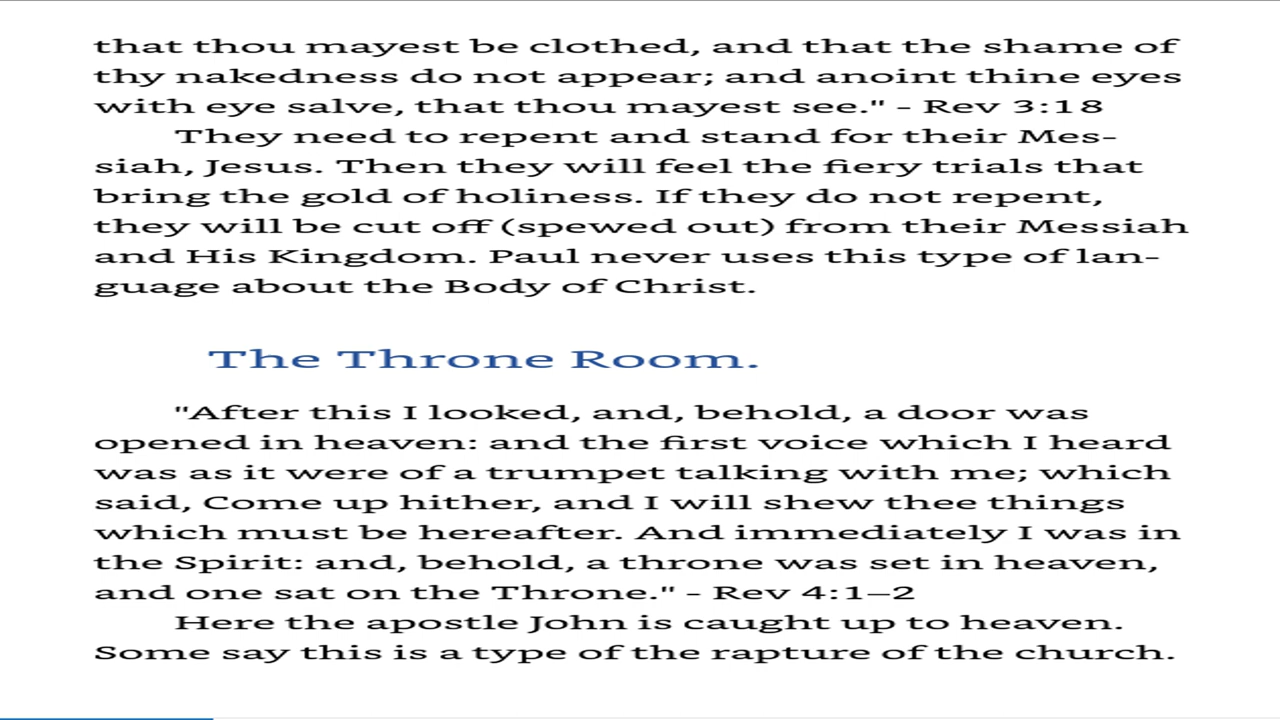 that thou mayest be clothed, and that the shame of
thy nakedness do not appear; and anoint thine eyes
with eye salve, that thou mayest see." - Rev 3:18
They need to repent and stand for their Mes-
siah, Jesus. Then they will feel the fiery trials that
bring the gold of holiness. If they do not repent,
they will be cut off (spewed out) from their Messiah
and His Kingdom. Paul never uses this type of lan-
guage about the Body of Christ.
The Throne Room.
"After this I looked, and, behold, a door was
opened in heaven: and the first voice which I heard
was as it were of a trumpet talking with me; which
said, Come up hither, and I will shew thee things
which must be hereafter. And immediately I was in
the Spirit: and, behold, a throne was set in heaven,
and one sat on the Throne." - Rev 4:1–2
Here the apostle John is caught up to heaven.
Some say this is a type of the rapture of the church.